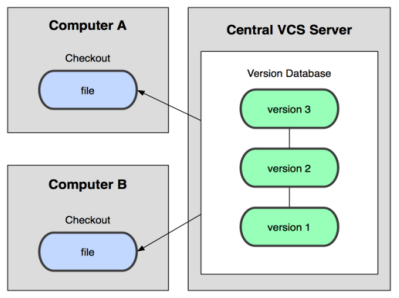 Computer A
Checkout
file
Computer B
Checkout
file
Central VCS Server
Version Database
version 3
version 2
version 1